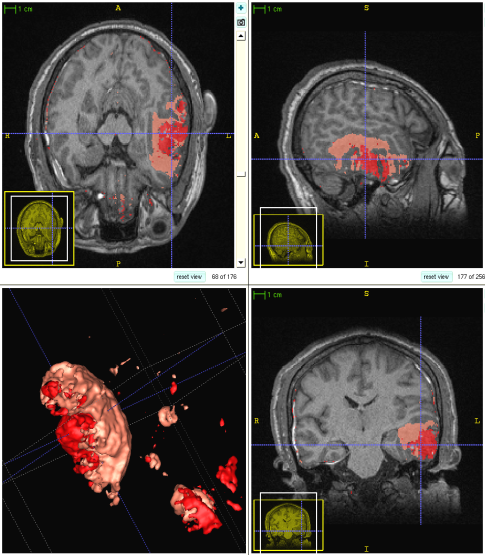 1 cm
A
R
L
P
reset view
68 of 176
1 cm
S
A
P
I
reset view
177 of 256
1 cm
S
R
L
I